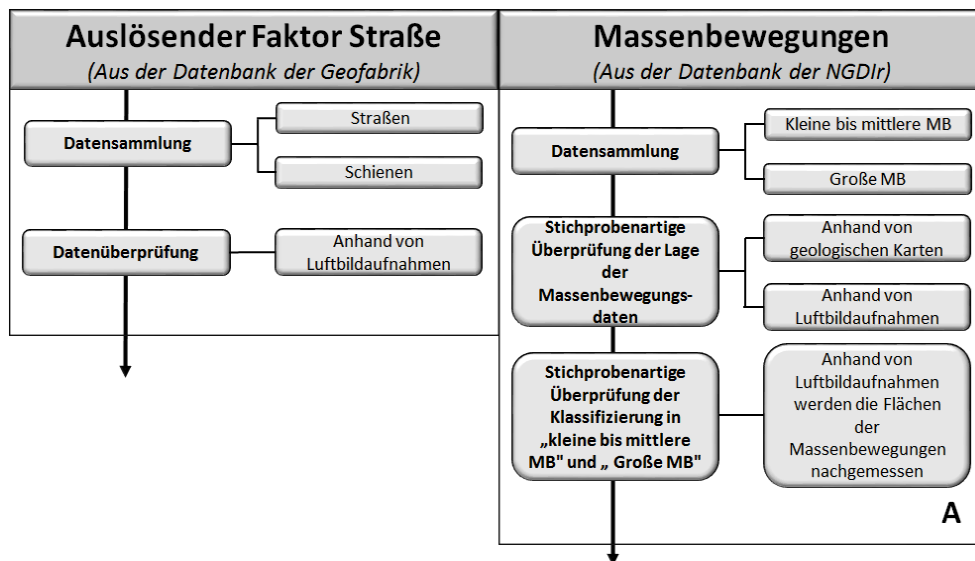 Auslösender Faktor Straße
(Aus der Datenbank der Geofabrik)
Datensammlung
Straßen
Schienen
Datenüberprüfung
Anhand von
Luftbildaufnahmen
Massenbewegungen
(Aus der Datenbank der NGDIr)
Datensammlung
Kleine bis mittlere MB
Große MB
Stichprobenartige
Überprüfung der Lage
der
Massenbewegungs-
daten
Anhand von
geologischen Karten
Anhand von
Luftbildaufnahmen
Stichprobenartige
Überprüfung der
Klassifizierung in
„kleine bis mittlere
MB" und „ Große MB"
Anhand von
Luftbildaufnahmen
werden die Flächen
der
Massenbewegungen
nachgemessen
A